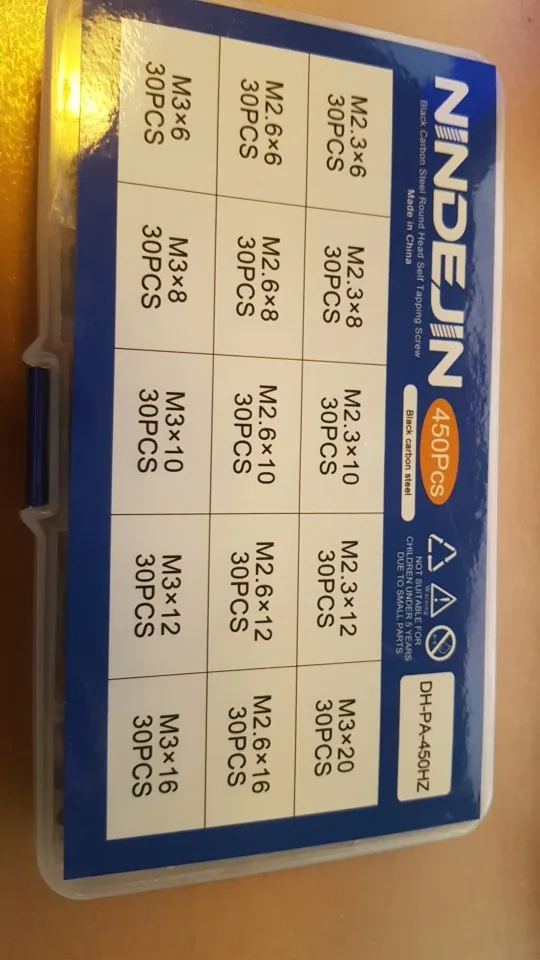 NINDEJIN
Black Carbon Steel Round Head Self Tapping Screw
Made in China
450Pcs
Black carbon steel
Warning
NOT SUITABLE FOR
CHILDREN UNDER 5 YEARS
DUE TO SMALL PARTS
DH-PA-450HZ
M2.3×6
30PCS
M2.3×8
30PCS
M2.3×10
30PCS
M2.3×12
30PCS
M3×20
30PCS
M2.6×6
30PCS
M2.6×8
30PCS
M2.6×10
30PCS
M2.6×12
30PCS
M2.6×16
30PCS
M3×6
30PCS
M3×8
30PCS
M3×10
30PCS
M3×12
30PCS
M3×16
30PCS